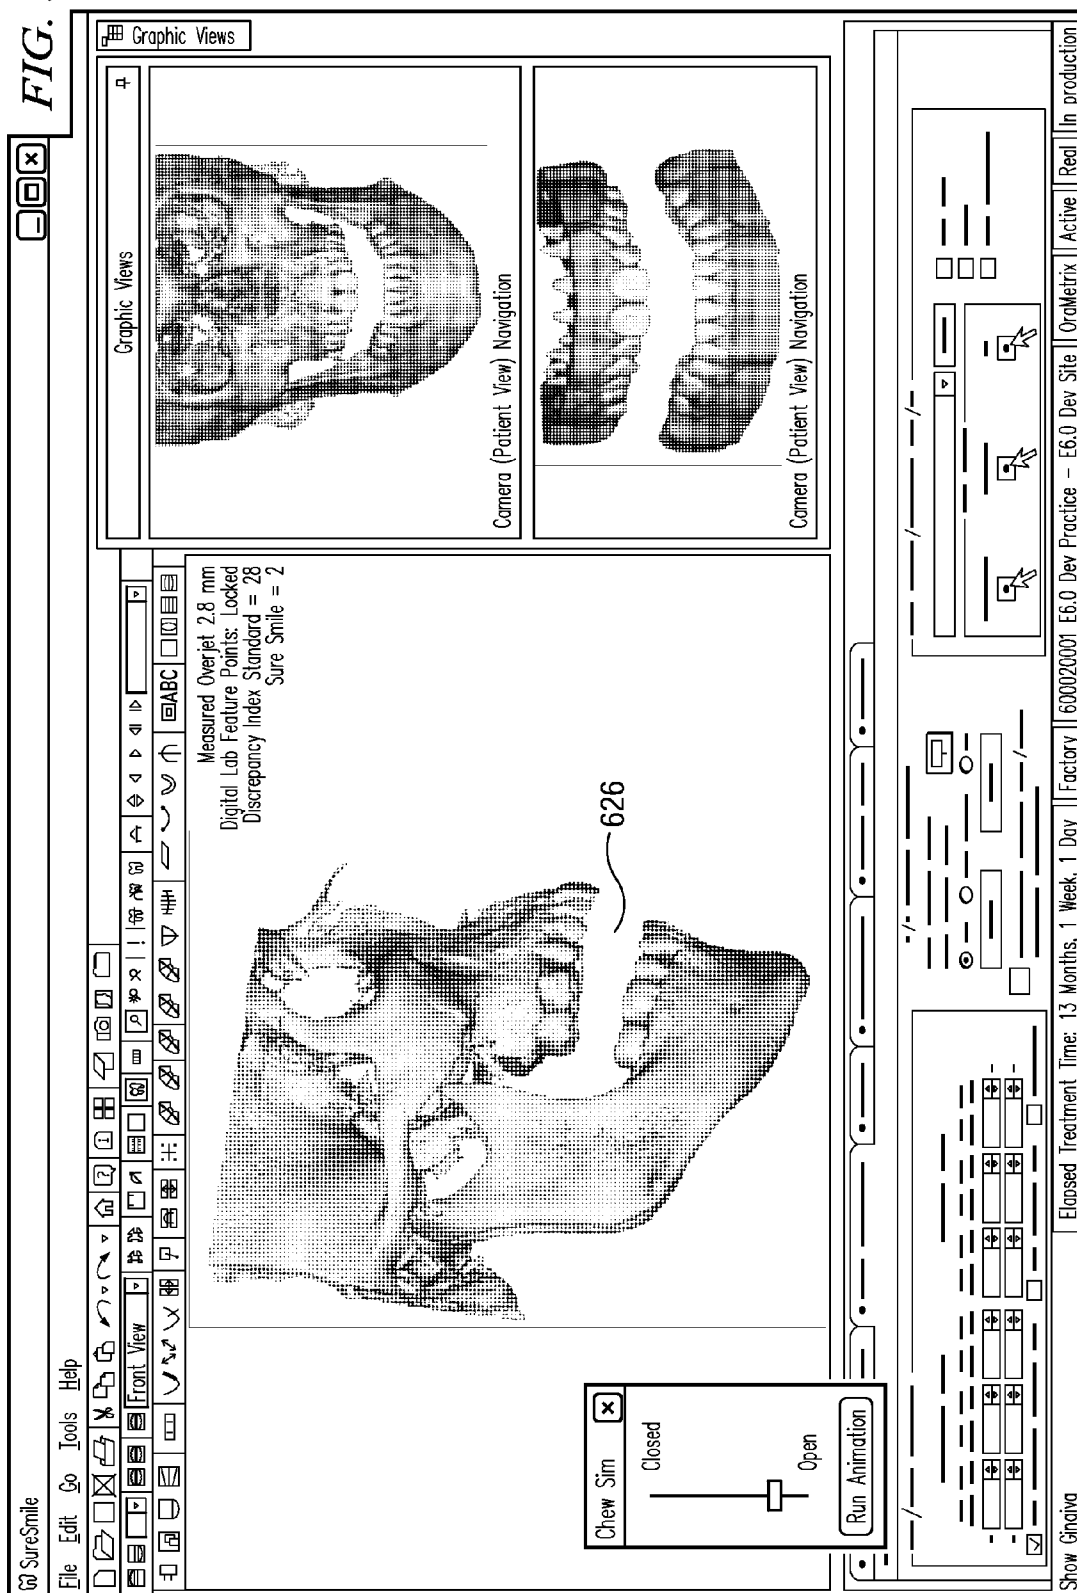 FIG.
SureSmile
File Edit Go Tools Help
Front View
ABC
Measured Overjet 2.8 mm
Digital Lab Feature Points: Locked
Discrepancy Index Standard = 28
Sure Smile = 2
626
Chew Sim
Closed
Open
Run Animation
Graphic Views
Graphic Views
Camera (Patient View) Navigation
Camera (Patient View) Navigation
Show Gingiva
Elapsed Treatment Time: 13 Months, 1 Week, 1 Day
Factory
600020001 E6.0 Dev Practice - E6.0 Dev Site
OraMetrix
Active
Real
In production